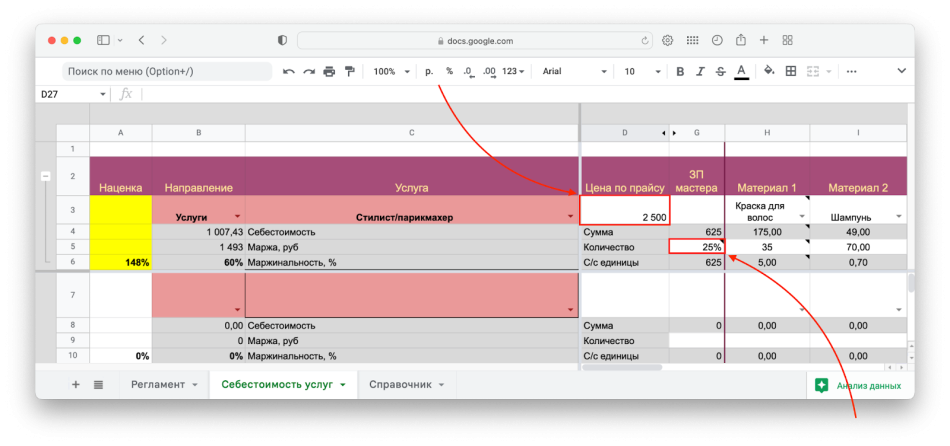 docs.google.com
Поиск по меню (Option+/) 100% р. % .0 .00 123 Arial 10 B I S A ...
D27 fx
A B C D G H I
1
2 Наценка Направление Услуга Цена по прайсу ЗП мастера Материал 1 Материал 2
3 Услуги Стилист/парикмахер 2 500 Краска для волос Шампунь
4 1 007,43 Себестоимость Сумма 625 175,00 49,00
5 1 493 Маржа, руб Количество 25% 35 70,00
6 148% 60% Маржинальность, % С/с единицы 625 5,00 0,70
7
8 0,00 Себестоимость Сумма 0 0,00 0,00
9 0 Маржа, руб Количество
10 0% 0% Маржинальность, % С/с единицы 0 0,00 0,00
+ Регламент Себестоимость услуг Справочник Анализ данных